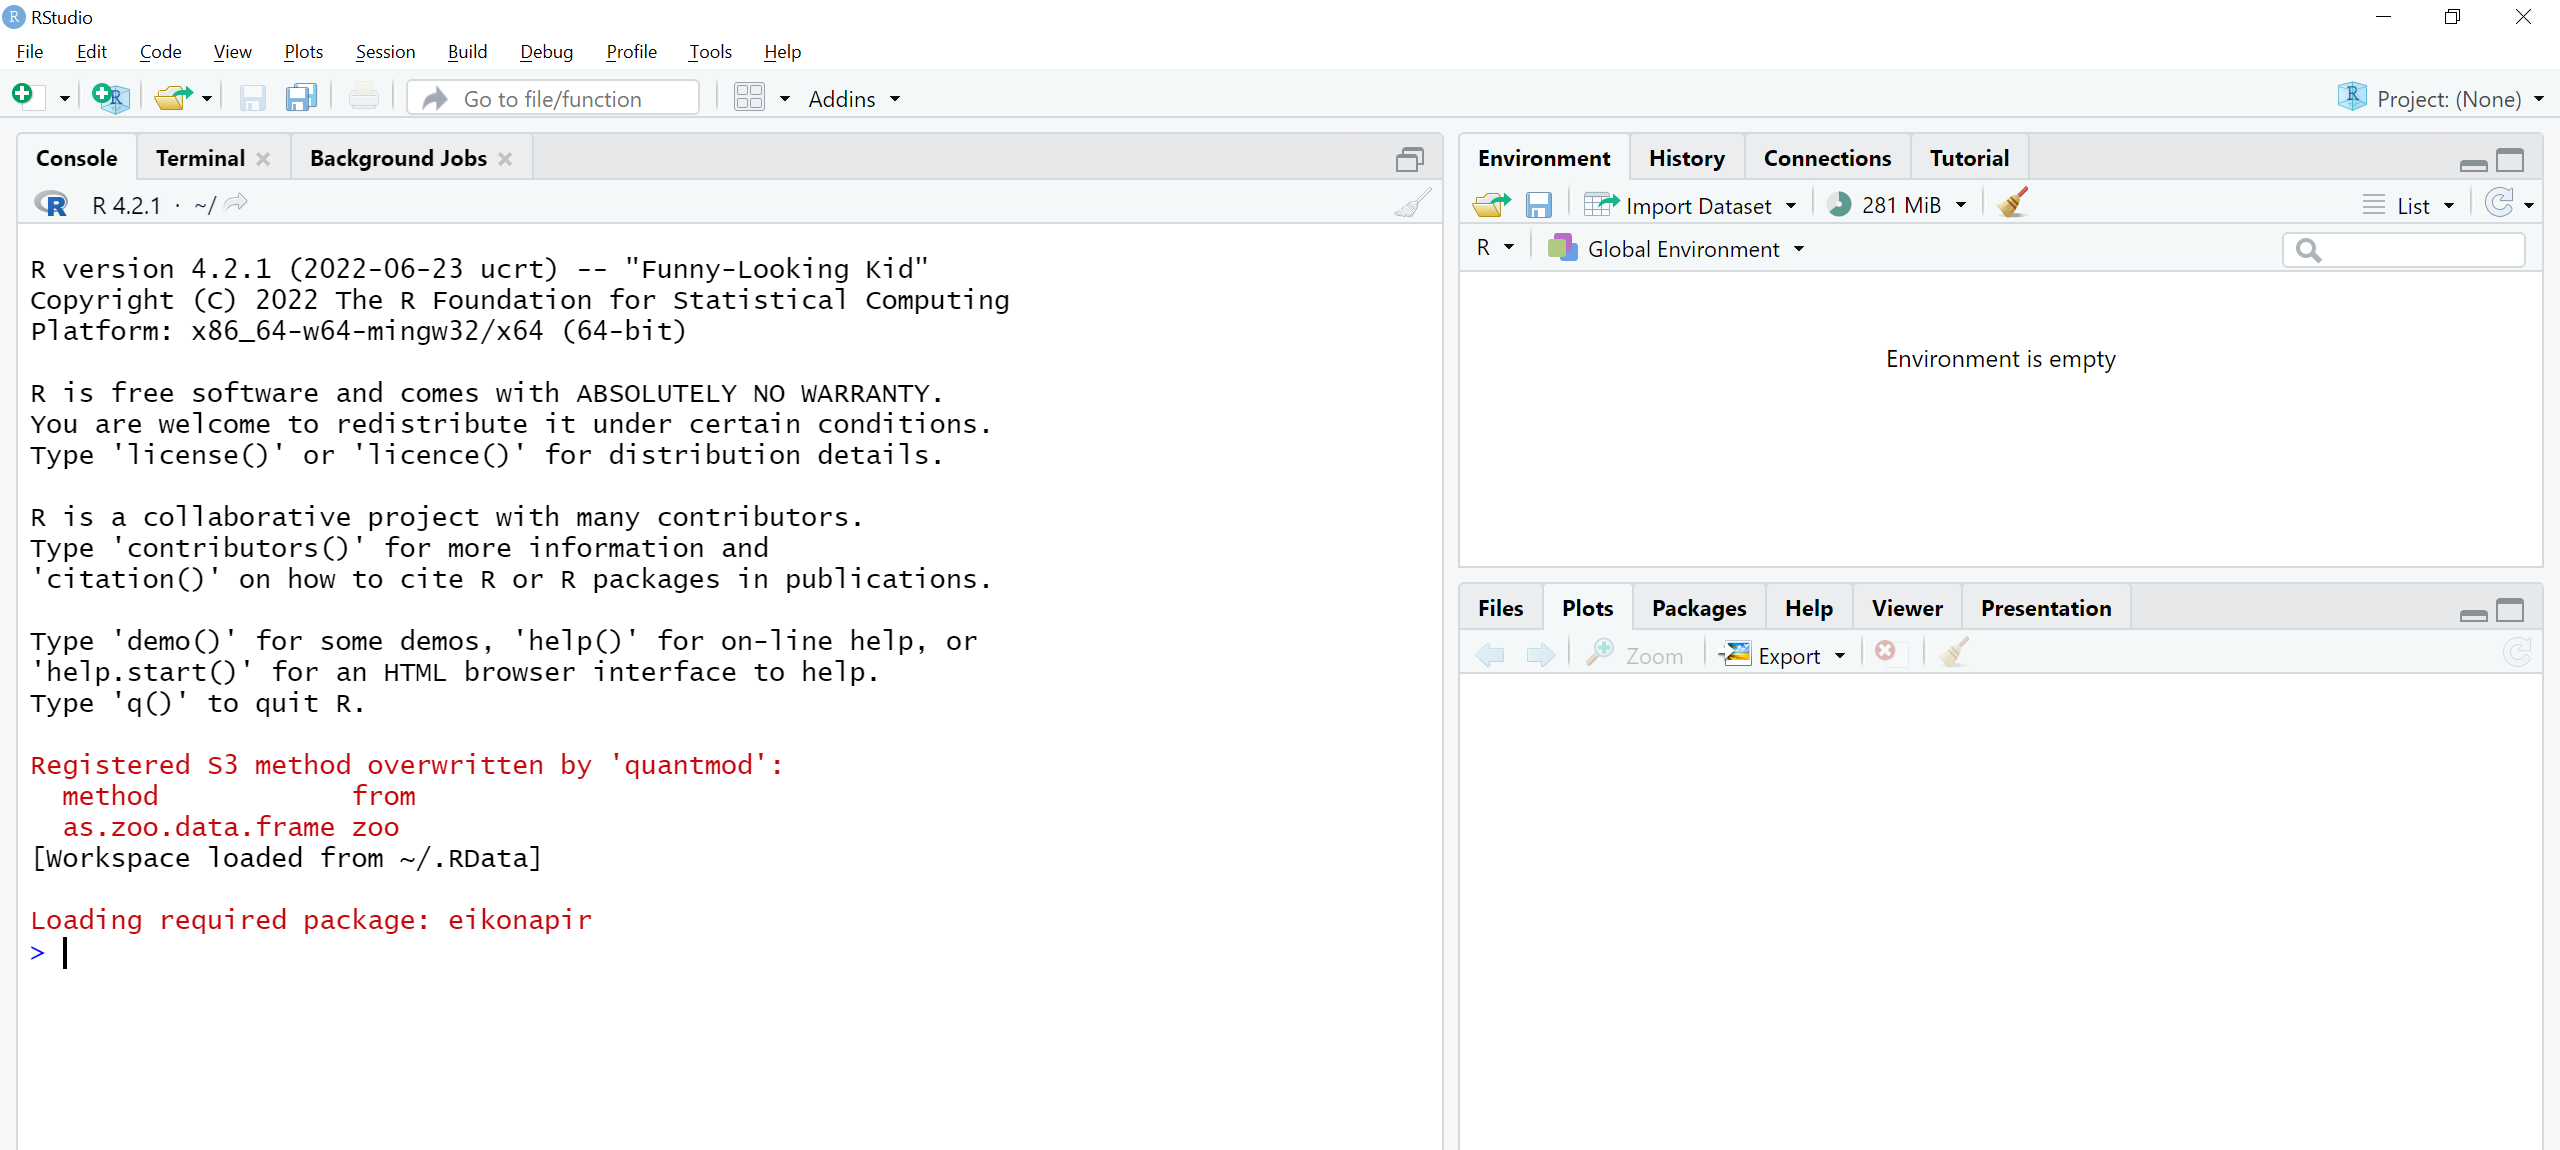 RStudio
File Edit Code View Plots Session Build Debug Profile Tools Help
Go to file/function Addins Project: (None)
Console Terminal Background Jobs
R 4.2.1 · ~/
R version 4.2.1 (2022-06-23 ucrt) -- "Funny-Looking Kid"
Copyright (C) 2022 The R Foundation for Statistical Computing
Platform: x86_64-w64-mingw32/x64 (64-bit)
R is free software and comes with ABSOLUTELY NO WARRANTY.
You are welcome to redistribute it under certain conditions.
Type 'license()' or 'licence()' for distribution details.
R is a collaborative project with many contributors.
Type 'contributors()' for more information and
'citation()' on how to cite R or R packages in publications.
Type 'demo()' for some demos, 'help()' for on-line help, or
'help.start()' for an HTML browser interface to help.
Type 'q()' to quit R.
Registered S3 method overwritten by 'quantmod':
method from
as.zoo.data.frame zoo
[Workspace loaded from ~/.RData]
Loading required package: eikonapir
>
Environment History Connections Tutorial
Import Dataset 281 MiB List
R Global Environment
Environment is empty
Files Plots Packages Help Viewer Presentation
Zoom Export